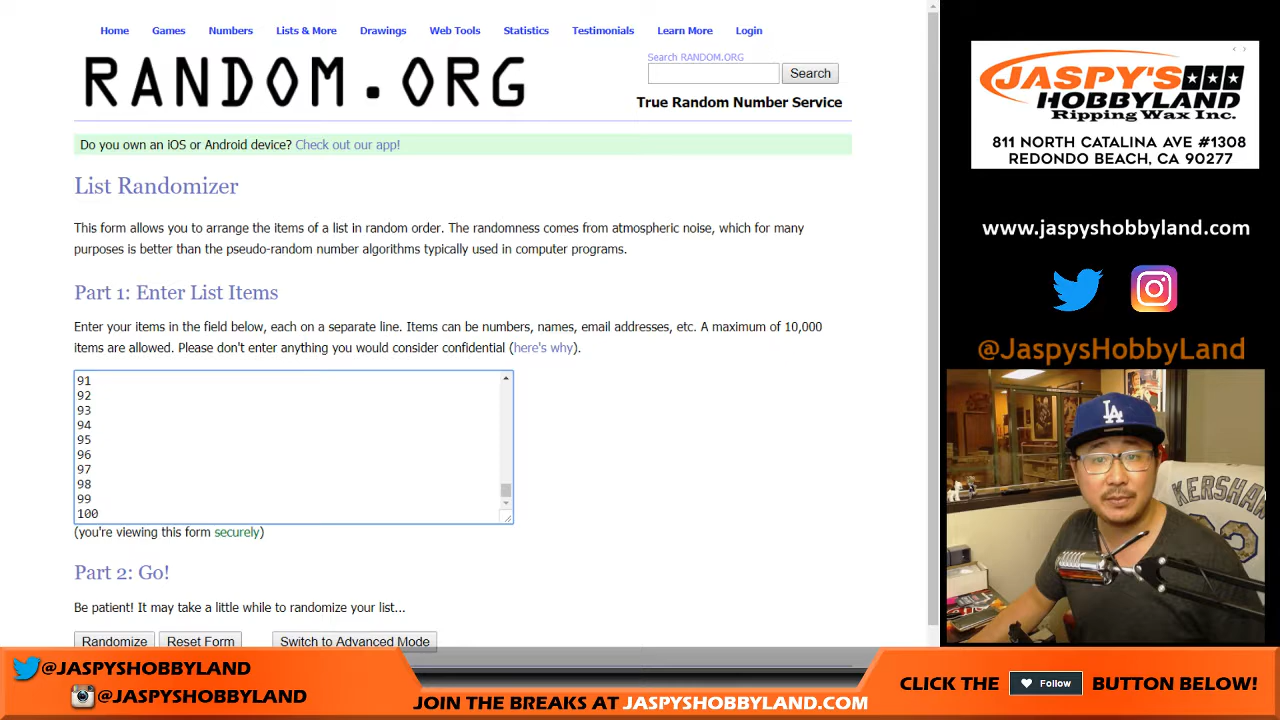 Home Games Numbers Lists & More Drawings Web Tools Statistics Testimonials Learn More Login
RANDOM.ORG
Search RANDOM.ORG
Search
True Random Number Service
Do you own an iOS or Android device? Check out our app!
List Randomizer
This form allows you to arrange the items of a list in random order. The randomness comes from atmospheric noise, which for many
purposes is better than the pseudo-random number algorithms typically used in computer programs.
Part 1: Enter List Items
Enter your items in the field below, each on a separate line. Items can be numbers, names, email addresses, etc. A maximum of 10,000
items are allowed. Please don't enter anything you would consider confidential (here's why).
91
92
93
94
95
96
97
98
99
100
(you're viewing this form securely)
Part 2: Go!
Be patient! It may take a little while to randomize your list...
Randomize Reset Form Switch to Advanced Mode
JASPY'S
HOBBYLAND
Ripping Wax Inc.
811 NORTH CATALINA AVE #1308
REDONDO BEACH, CA 90277
www.jaspyshobbyland.com
@JaspysHobbyLand
LA
KERSHA
@JASPYSHOBBYLAND
@JASPYSHOBBYLAND
JOIN THE BREAKS AT JASPYSHOBBYLAND.COM
CLICK THE Follow BUTTON BELOW!